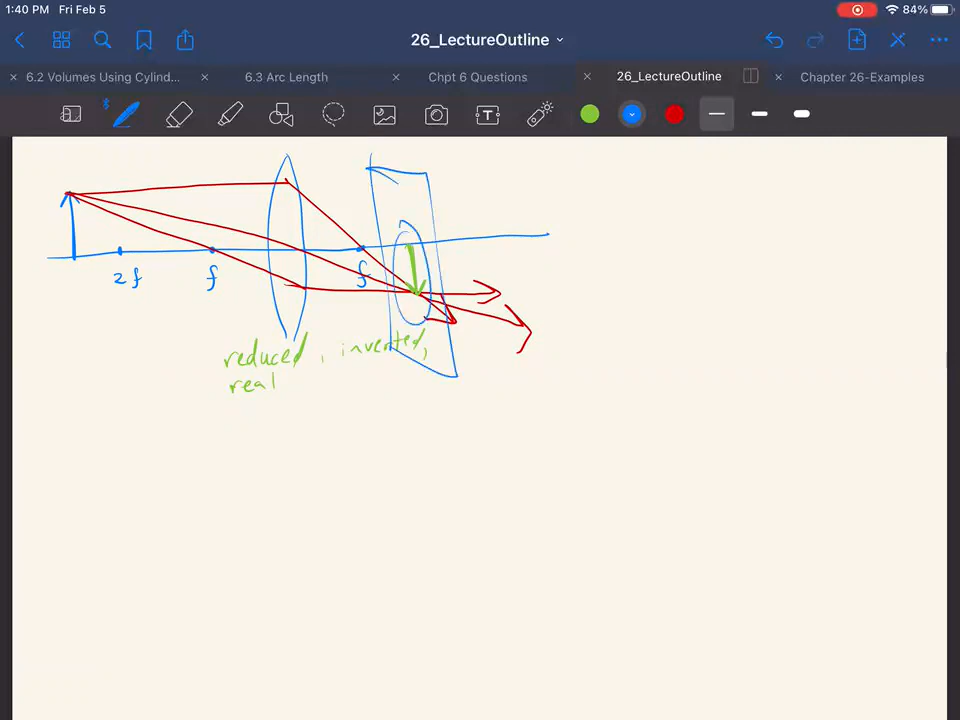 1:40 PM Fri Feb 5
84%
26_LectureOutline
6.2 Volumes Using Cylind...
6.3 Arc Length
Chpt 6 Questions
26_LectureOutline
Chapter 26-Examples
T
2f
f
f
reduced, inverted,
real